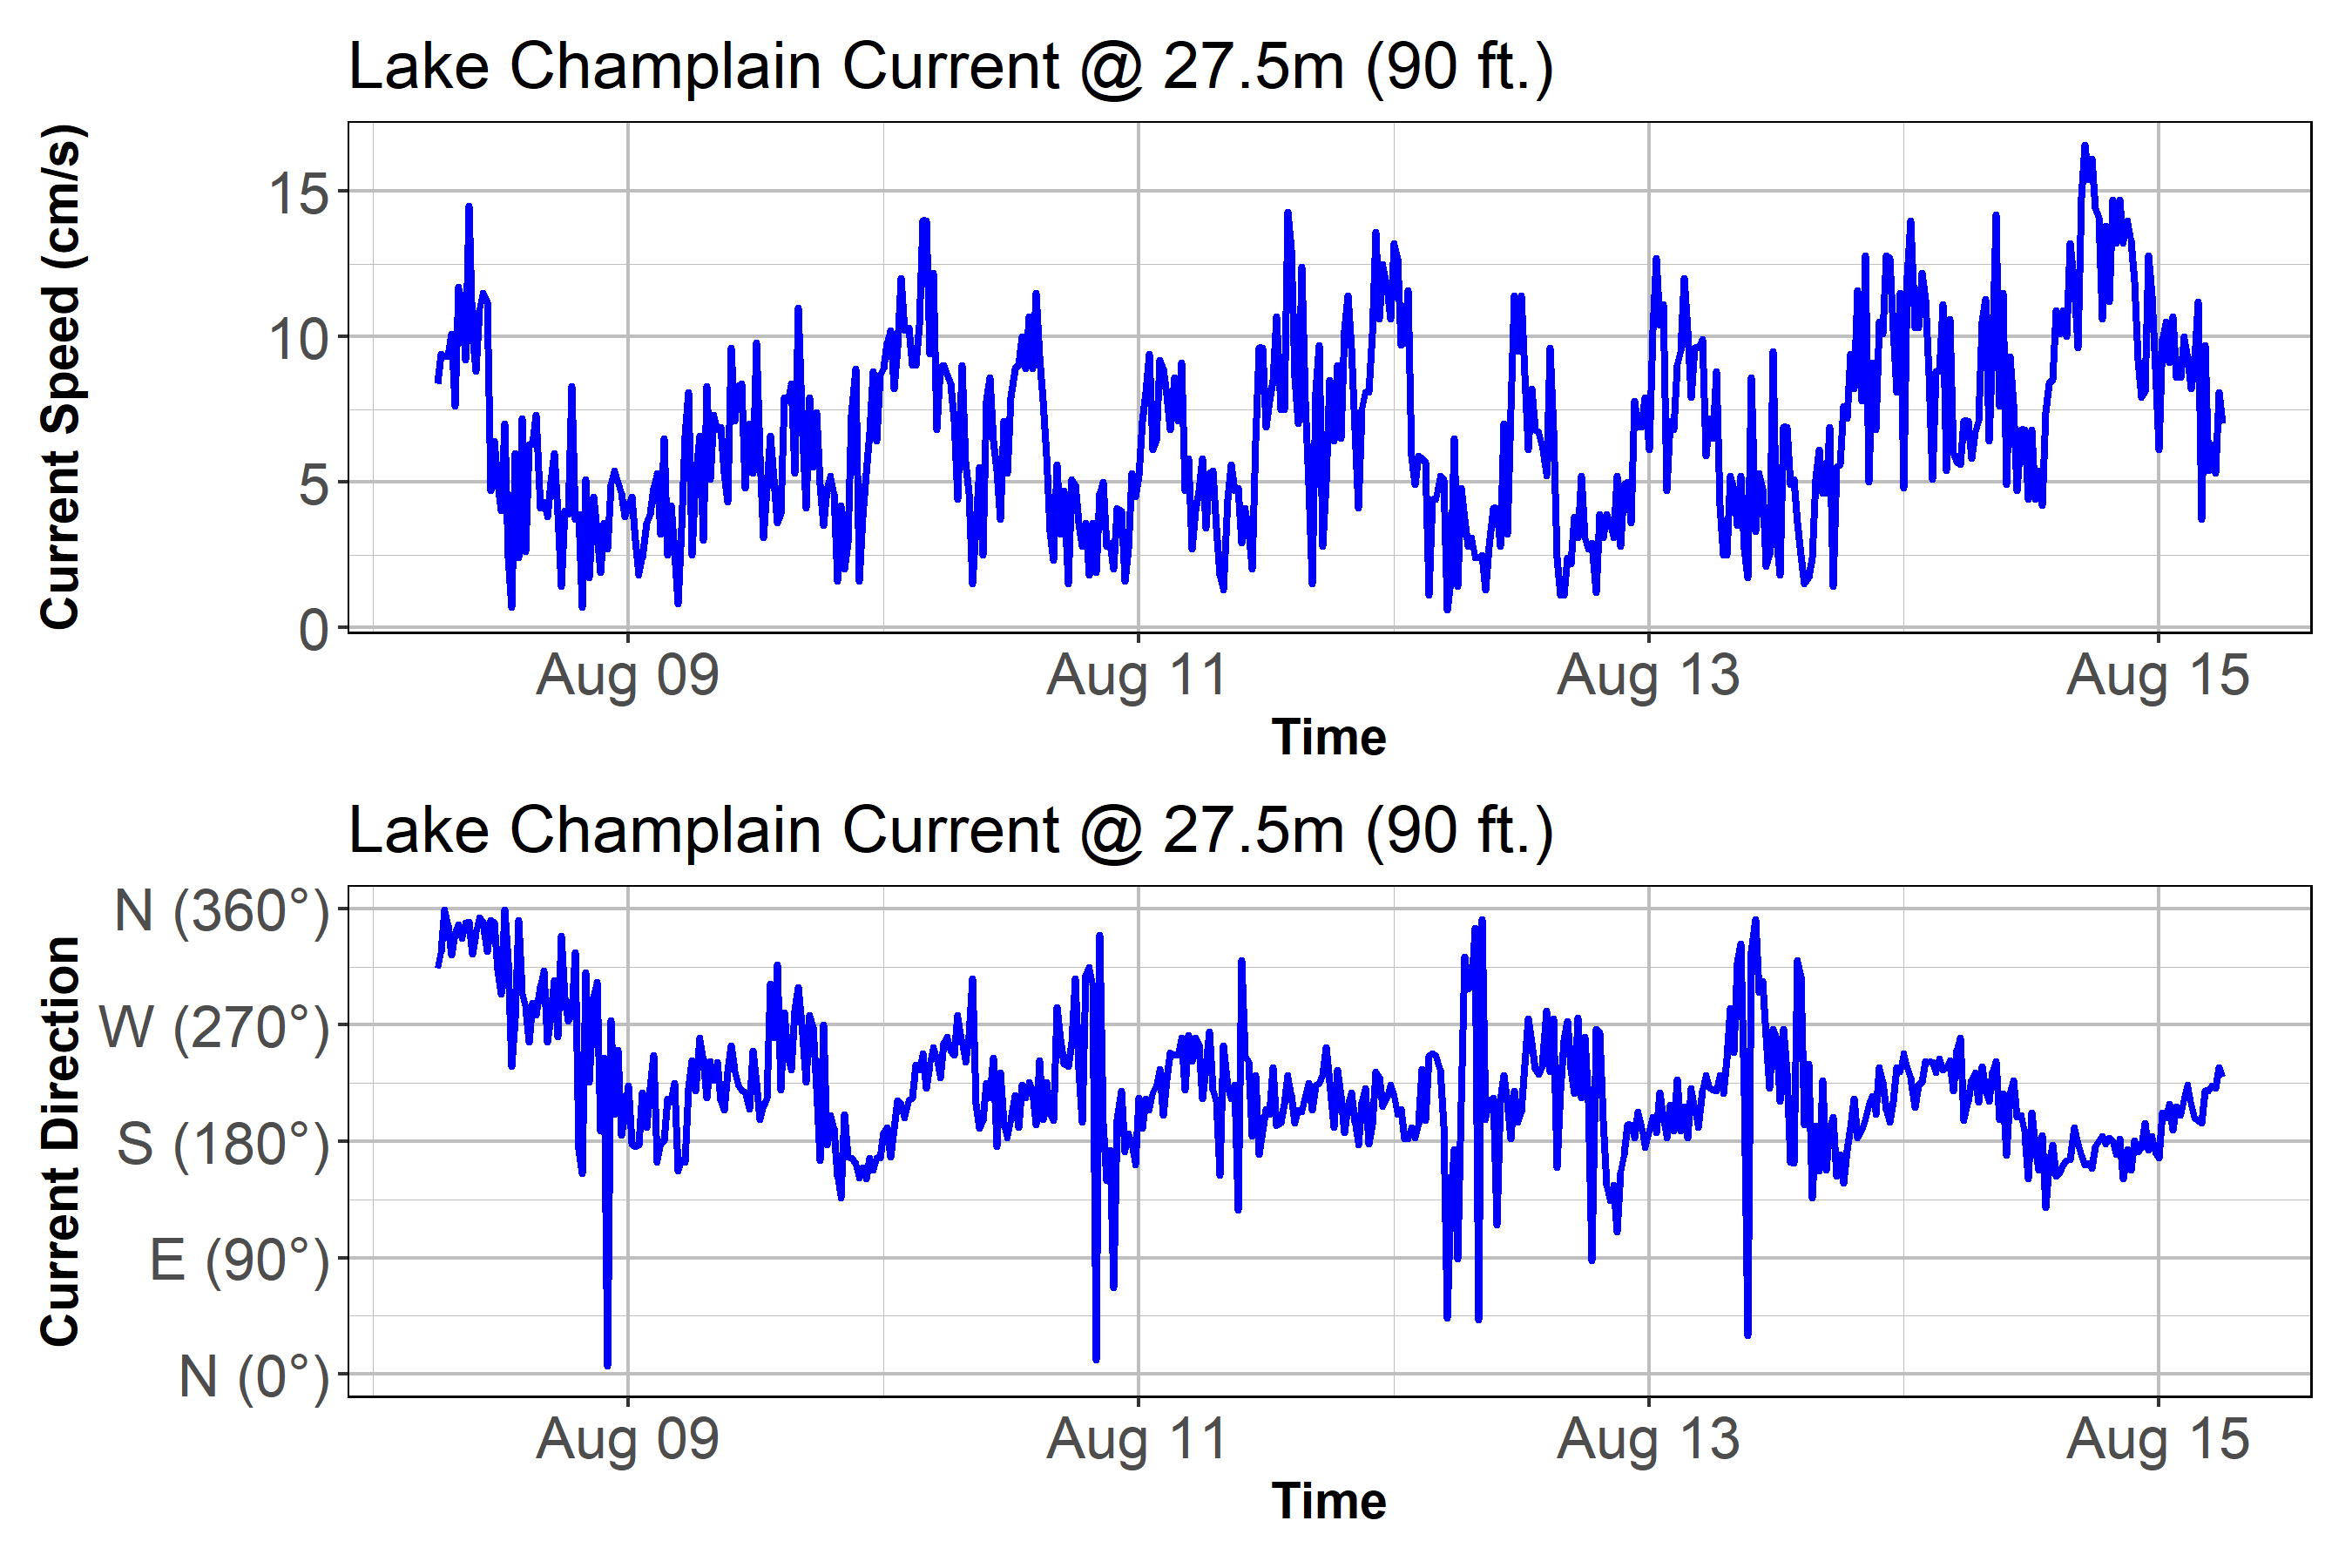 Lake Champlain Current @ 27.5m (90 ft.)
Current Speed (cm/s)
15
10
5
0
Aug 09 Aug 11 Aug 13 Aug 15
Time
Lake Champlain Current @ 27.5m (90 ft.)
Current Direction
N (360°)
W (270°)
S (180°)
E (90°)
N (0°)
Aug 09 Aug 11 Aug 13 Aug 15
Time